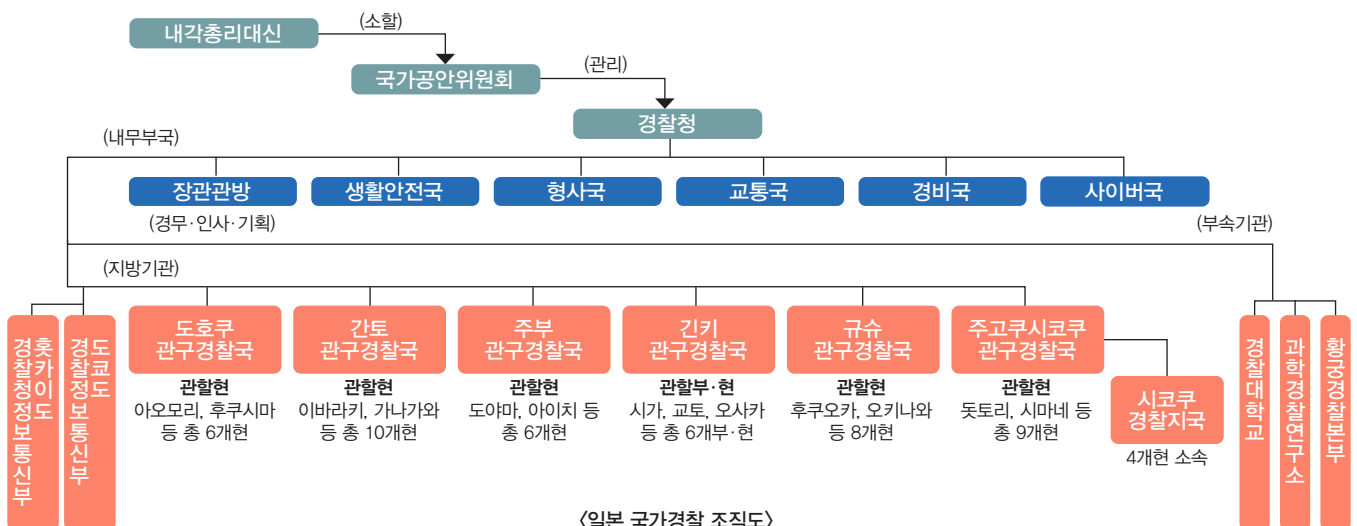 내각총리대신
(소할)
국가공안위원회
(관리)
경찰청
(내무부국)
장관관방
생활안전국
형사국
교통국
경비국
사이버국
(경무·인사·기획)
(부속기관)
(지방기관)
홋카이도
경찰청정보통신부
도쿄도
경찰정보통신부
도호쿠
관구경찰국
관할현
아오모리, 후쿠시마
등 총 6개현
간토
관구경찰국
관할현
이바라키, 가나가와
등 총 10개현
주부
관구경찰국
관할현
도야마, 아이치 등
총 6개현
긴키
관구경찰국
관할부·현
시가, 교토, 오사카
등 총 6개부·현
규슈
관구경찰국
관할현
후쿠오카, 오키나와
등 8개현
주고쿠시코쿠
관구경찰국
관할현
돗토리, 시마네 등
총 9개현
시코쿠
경찰지국
4개현 소속
경찰대학교
과학경찰연구소
황궁경찰본부
〈일본 국가경찰 조직도〉